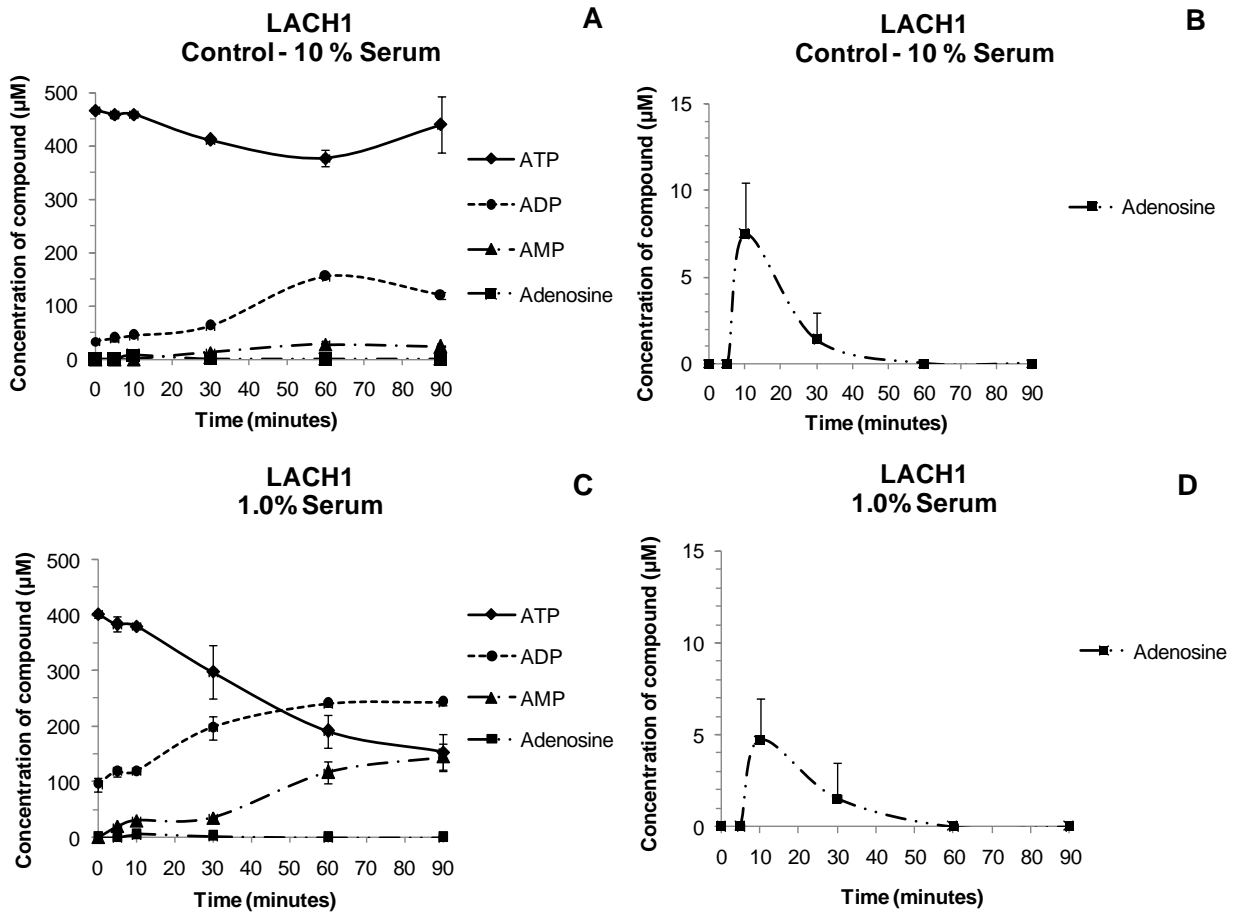 LACH1
Control - 10 % Serum
A
Concentration of compound (µM)
500
400
300
200
100
0
0 10 20 30 40 50 60 70 80 90
Time (minutes)
ATP
ADP
AMP
Adenosine
LACH1
Control - 10 % Serum
B
Concentration of compound (µM)
15
10
5
0
0 10 20 30 40 50 60 70 80 90
Time (minutes)
Adenosine
LACH1
1.0% Serum
C
Concentration of compound (µM)
500
400
300
200
100
0
0 10 20 30 40 50 60 70 80 90
Time (minutes)
ATP
ADP
AMP
Adenosine
LACH1
1.0% Serum
D
Concentration of compound (µM)
15
10
5
0
0 10 20 30 40 50 60 70 80 90
Time (minutes)
Adenosine